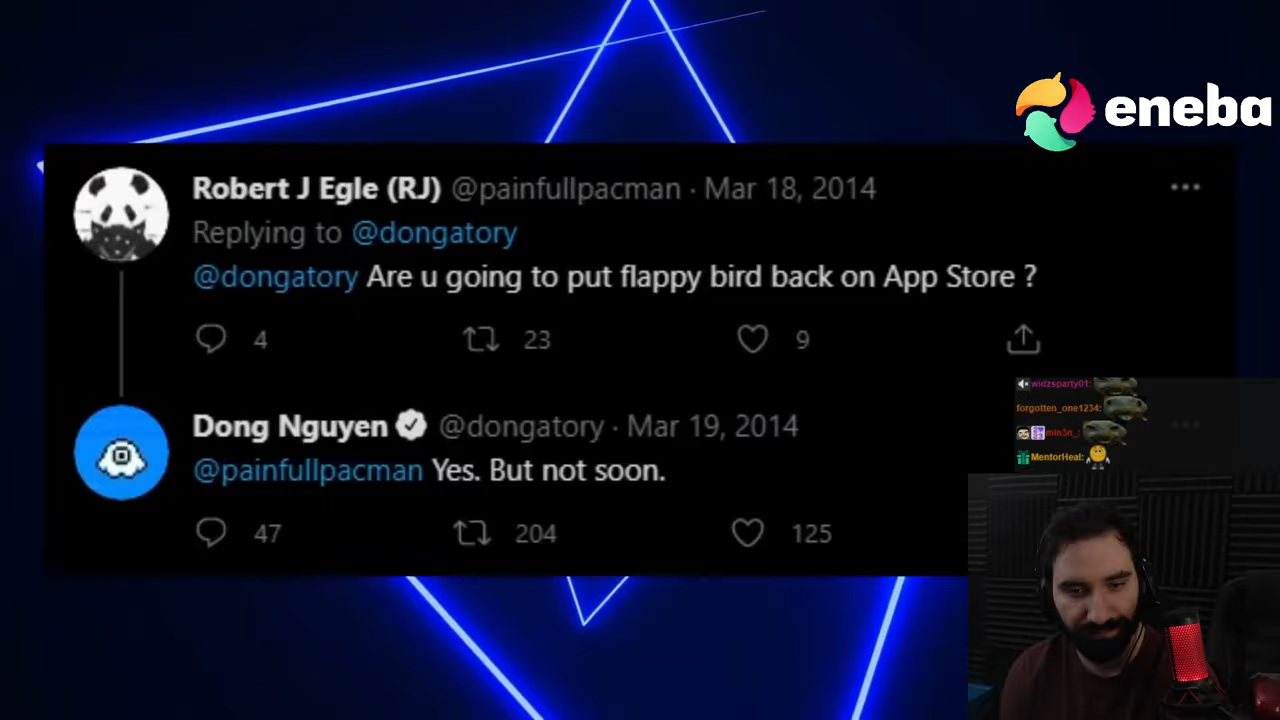 eneba
Robert J Egle (RJ) @painfullpacman · Mar 18, 2014
Replying to @dongatory
@dongatory Are u going to put flappy bird back on App Store ?
4 23 9
widzsparty01:
forgotten_one1234:
Dong Nguyen @dongatory · Mar 19, 2014
min3n_:
@painfullpacman Yes. But not soon.
MentorHeal:
47 204 125